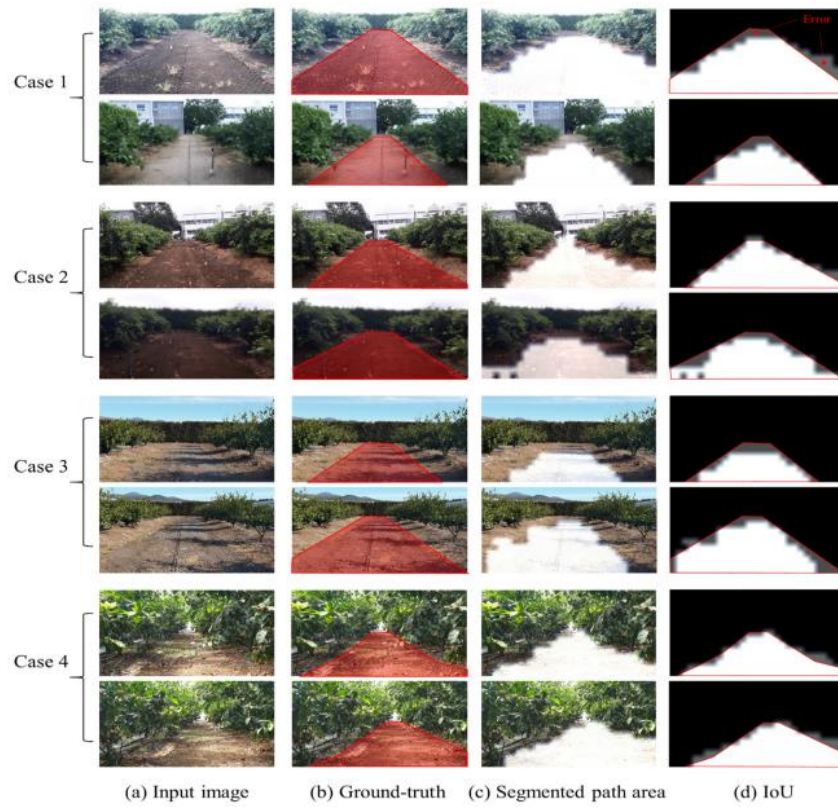 Error
Case 1
Case 2
Case 3
Case 4
(a) Input image
(b) Ground-truth
(c) Segmented path area
(d) IoU